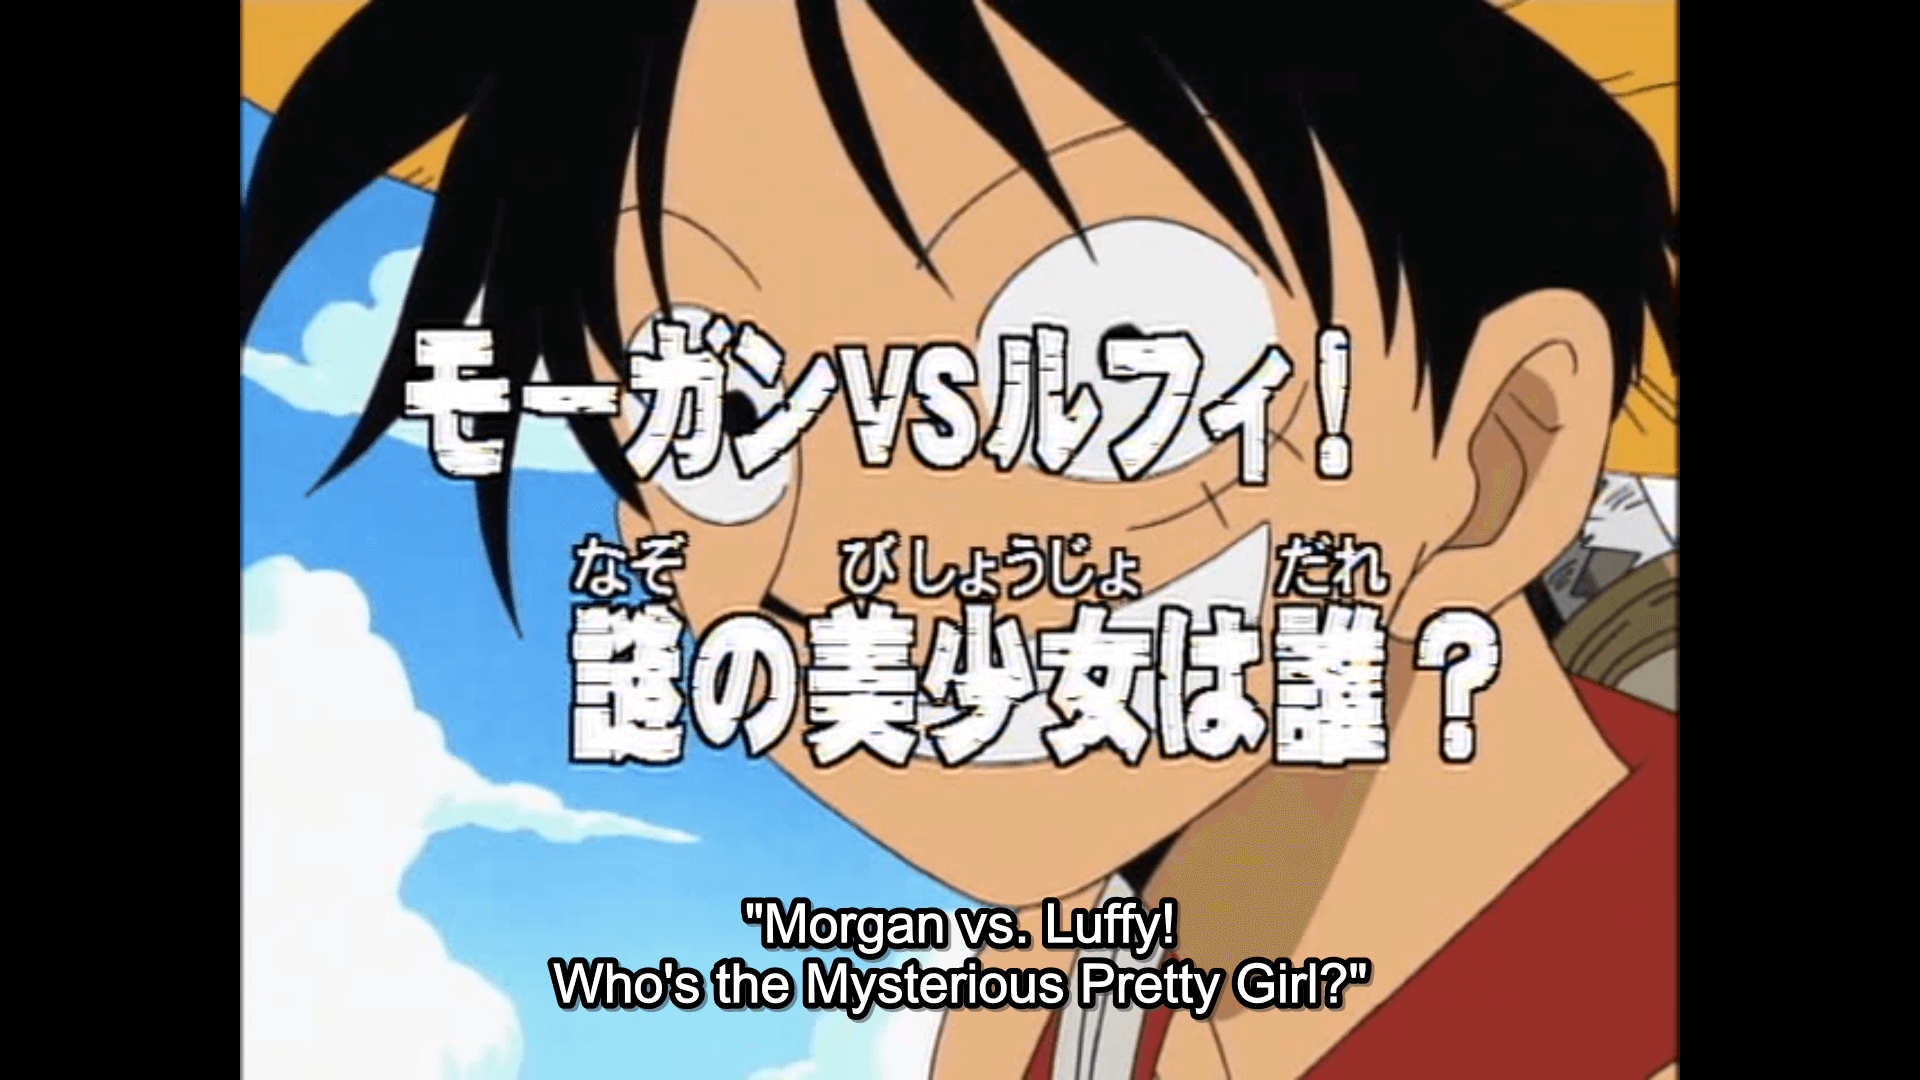 モーガンVSルフィ!
なぞ びしょうじょ だれ
謎の美少女は誰?
"Morgan vs. Luffy!
Who's the Mysterious Pretty Girl?"